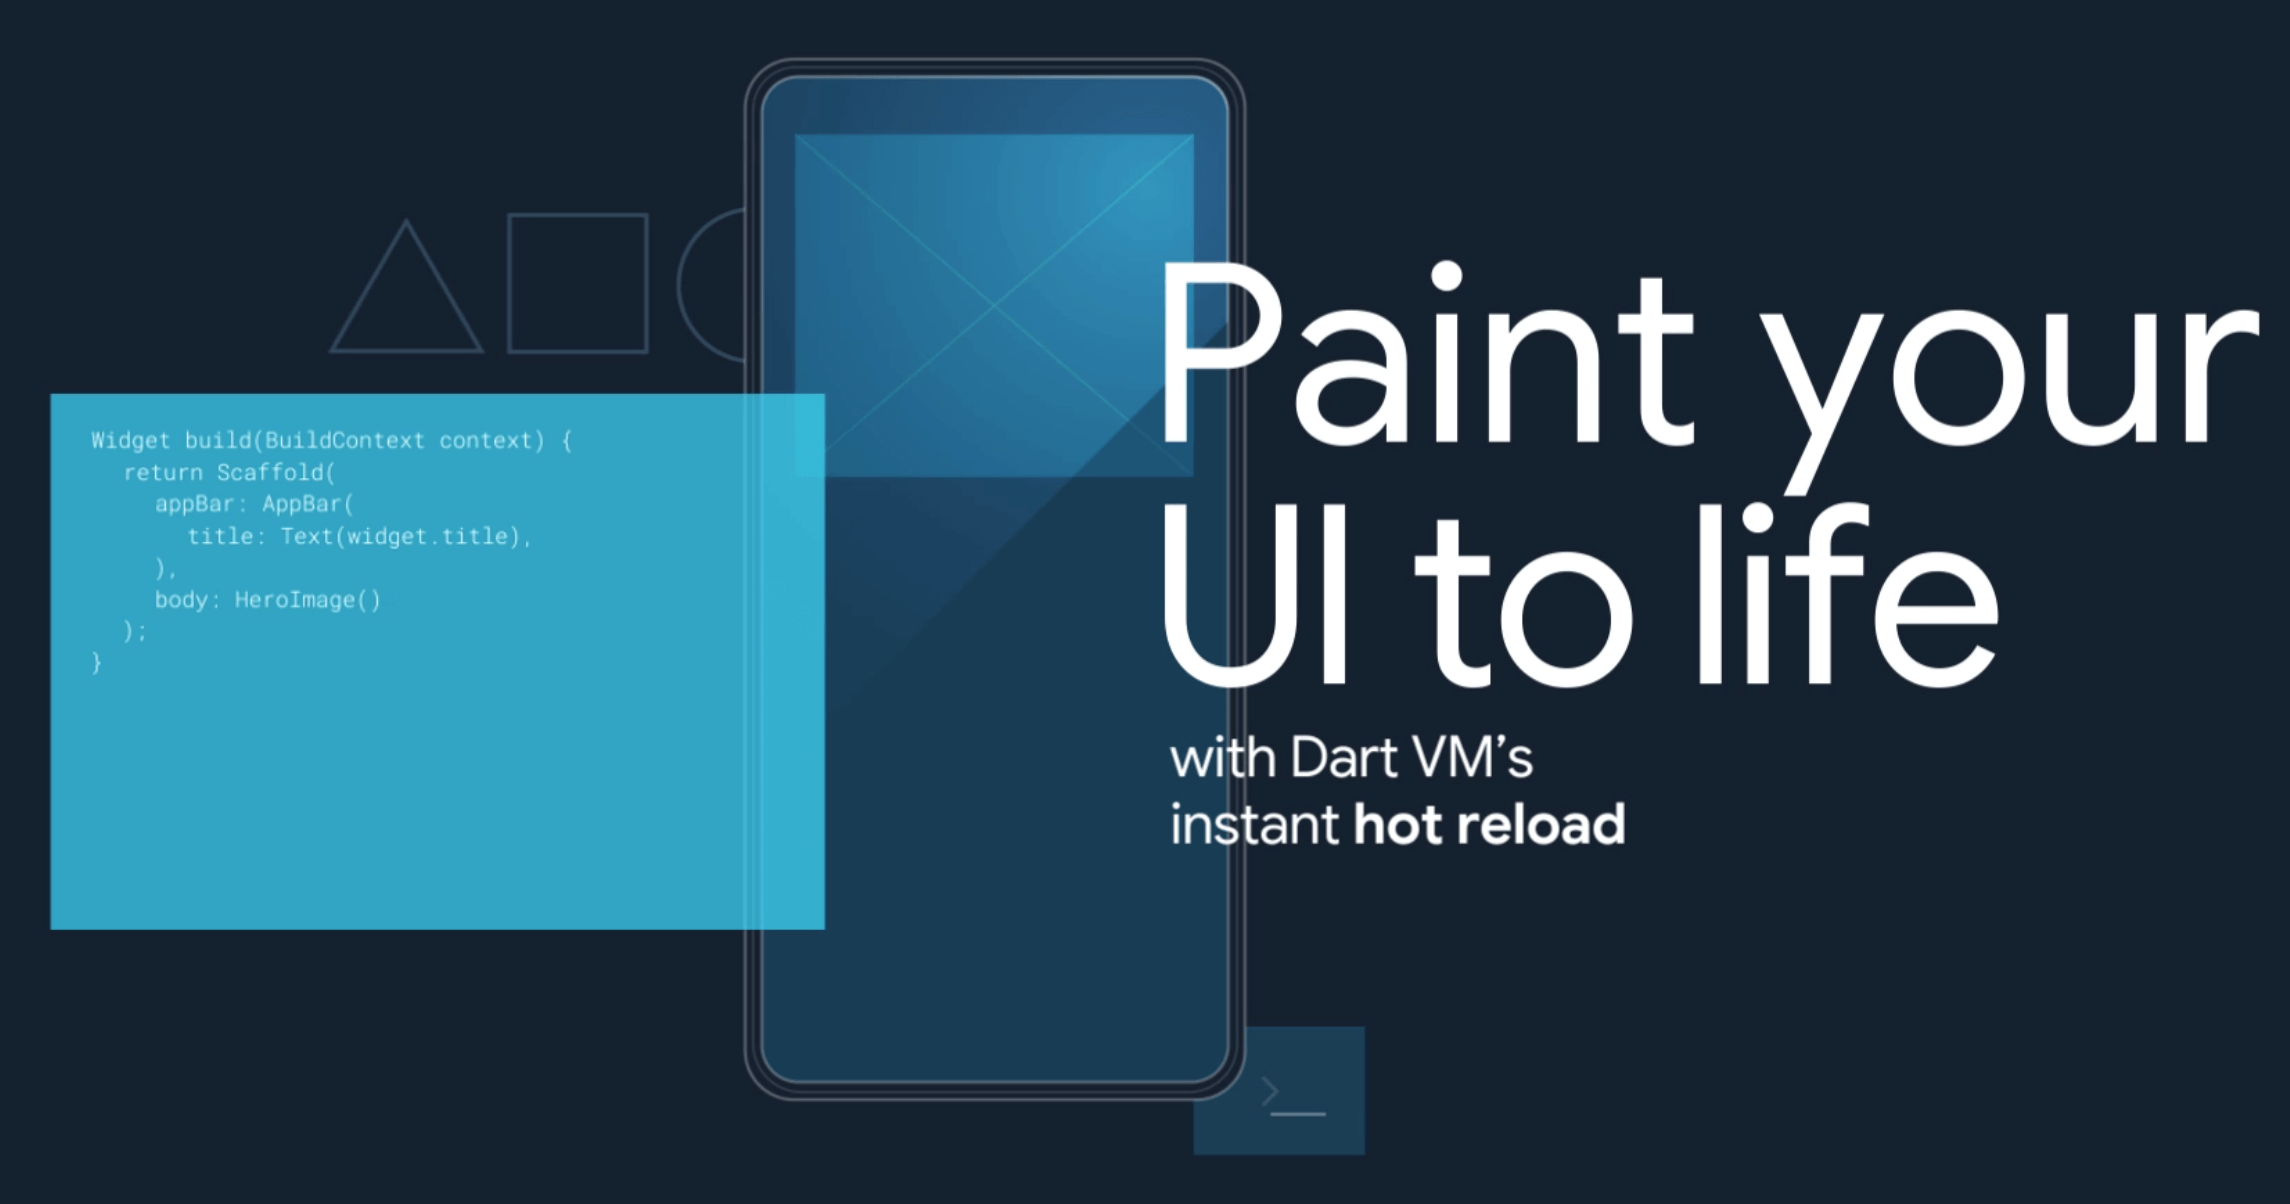 Widget build(BuildContext context) {
return Scaffold(
appBar: AppBar(
title: Text(widget.title),
),
body: HeroImage()
);
}
Paint your
UI to life
with Dart VM’s
instant hot reload
>_